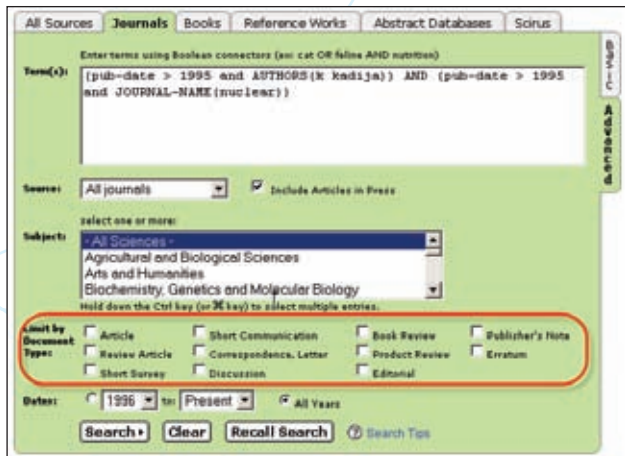 All Sources Journals Books Reference Works Abstract Databases Scirus
Enter terms using Boolean connectors (ex: cat OR feline AND nutrition)
Term(s): (pub-date > 1995 and AUTHORS(k kadija)) AND (pub-date > 1995
and JOURNAL-NAME(nuclear))
Basic
Advanced
Source: All journals Include Articles in Press
select one or more:
Subject: - All Sciences -
Agricultural and Biological Sciences
Arts and Humanities
Biochemistry, Genetics and Molecular Biology
Hold down the Ctrl key (or ⌘ key) to select multiple entries.
Limit by Document Type:
Article Short Communication Book Review Publisher's Note
Review Article Correspondence, Letter Product Review Erratum
Short Survey Discussion Editorial
Dates: 1996 to: Present All Years
Search Clear Recall Search Search Tips